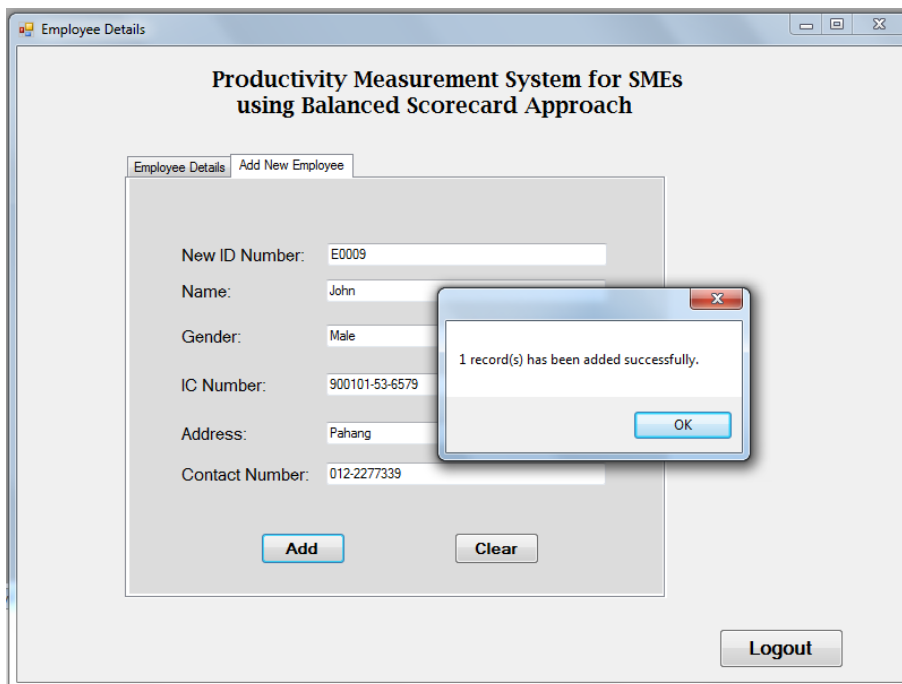 Employee Details
Productivity Measurement System for SMEs
using Balanced Scorecard Approach
Employee Details Add New Employee
New ID Number: E0009
Name: John
Gender: Male
IC Number: 900101-53-6579
Address: Pahang
Contact Number: 012-2277339
1 record(s) has been added successfully.
OK
Add Clear
Logout